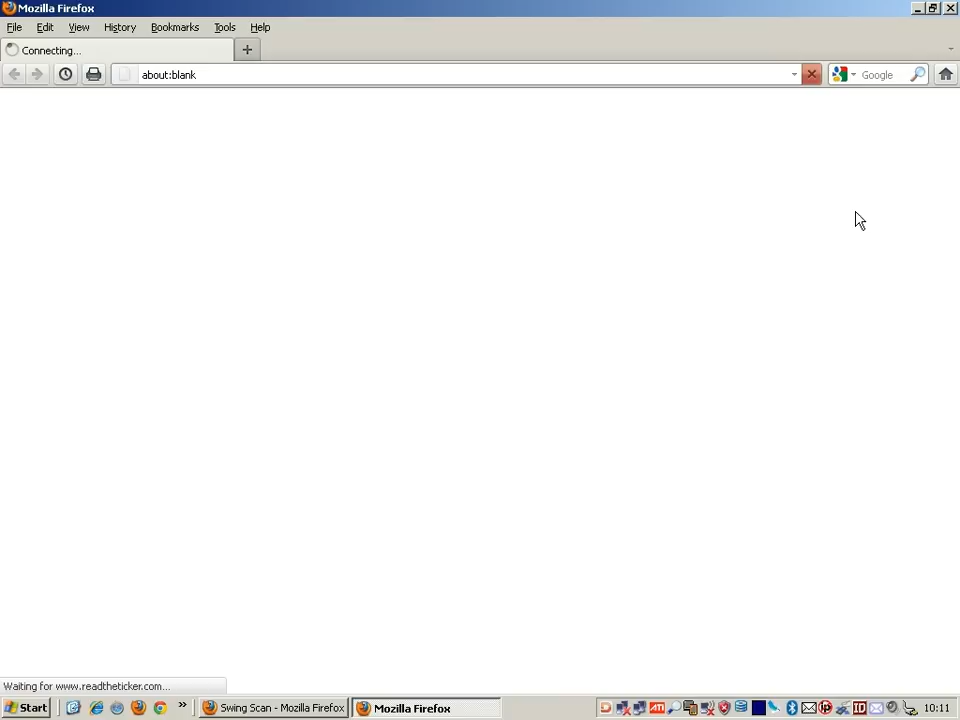 Mozilla Firefox
File Edit View History Bookmarks Tools Help
Connecting...
about:blank
Google
Waiting for www.readtheticker.com...
Start
Swing Scan - Mozilla Firefox
Mozilla Firefox
10:11